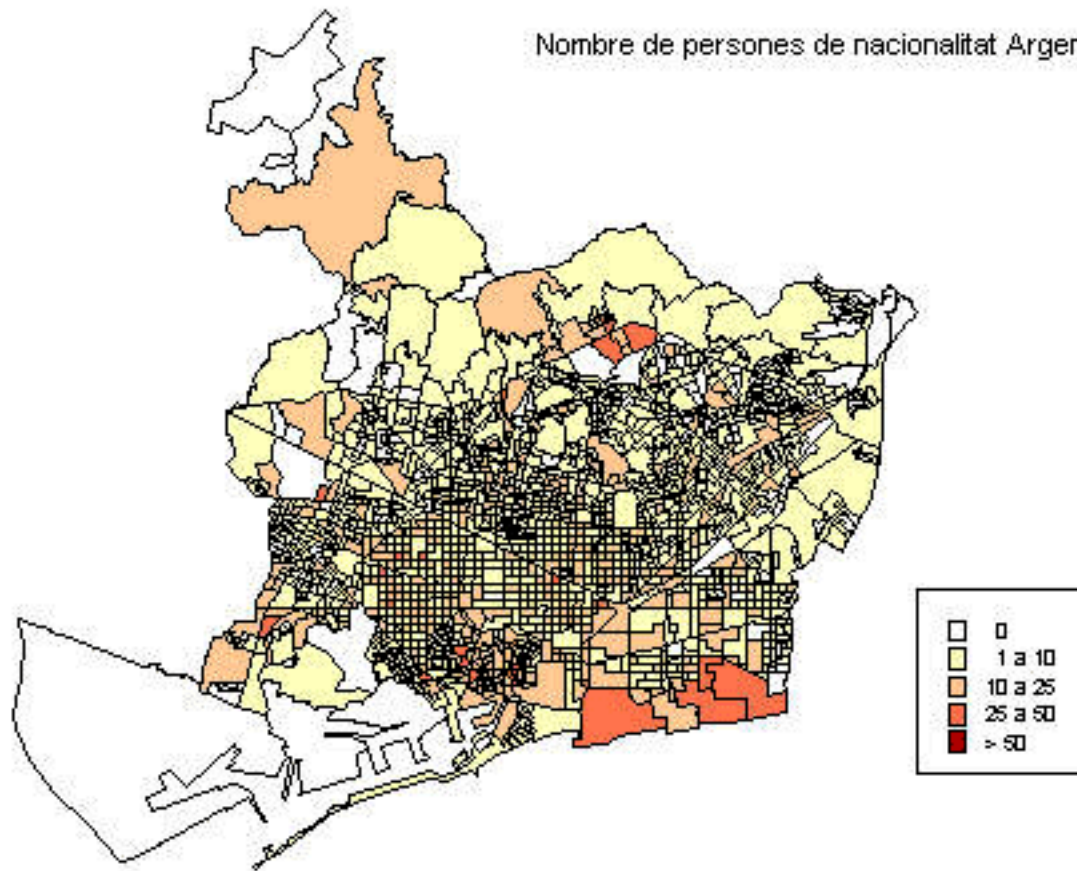 Nombre de persones de nacionalitat Argen
0
1 a 10
10 a 25
25 a 50
> 50